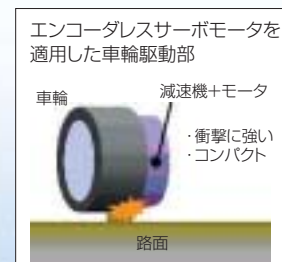 エンコーダレスサーボモータを
適用した車輪駆動部
車輪
減速機+モータ
・衝撃に強い
・コンパクト
路面